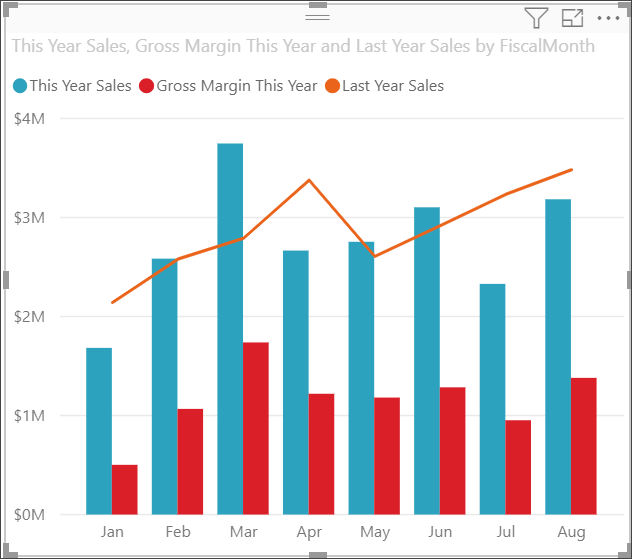 This Year Sales, Gross Margin This Year and Last Year Sales by FiscalMonth
This Year Sales Gross Margin This Year Last Year Sales
$4M
$3M
$2M
$1M
$0M
Jan Feb Mar Apr May Jun Jul Aug